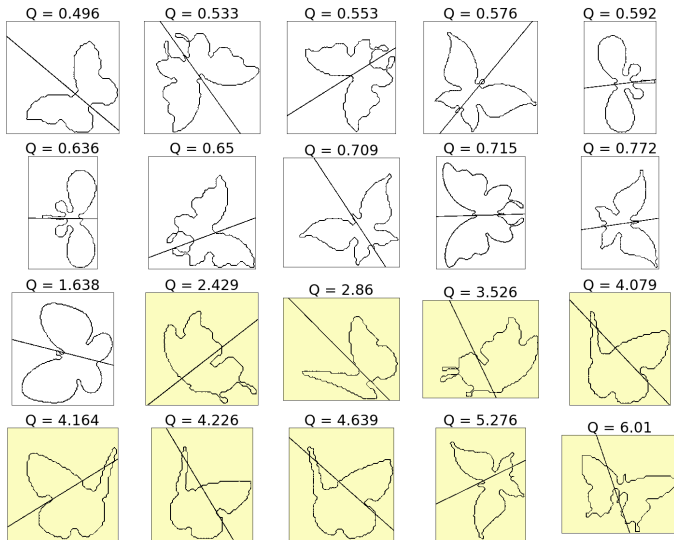 Q = 0.496 Q = 0.533 Q = 0.553 Q = 0.576 Q = 0.592
Q = 0.636 Q = 0.65 Q = 0.709 Q = 0.715 Q = 0.772
Q = 1.638 Q = 2.429 Q = 2.86 Q = 3.526 Q = 4.079
Q = 4.164 Q = 4.226 Q = 4.639 Q = 5.276 Q = 6.01